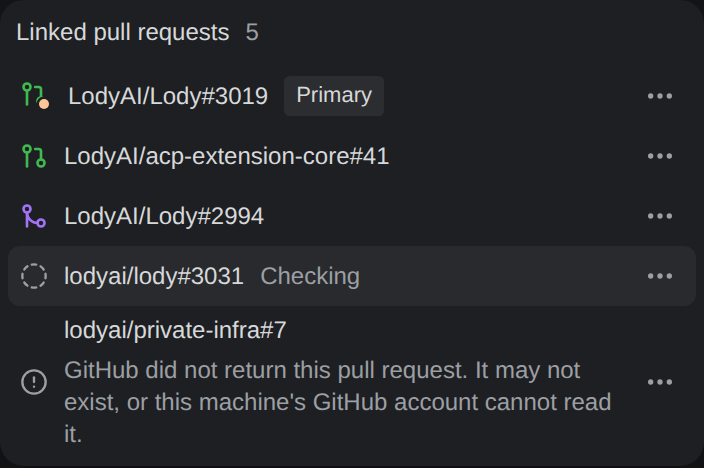 Linked pull requests 5
LodyAI/Lody#3019 Primary
LodyAI/acp-extension-core#41
LodyAI/Lody#2994
lodyai/lody#3031 Checking
lodyai/private-infra#7
GitHub did not return this pull request. It may not
exist, or this machine's GitHub account cannot read
it.